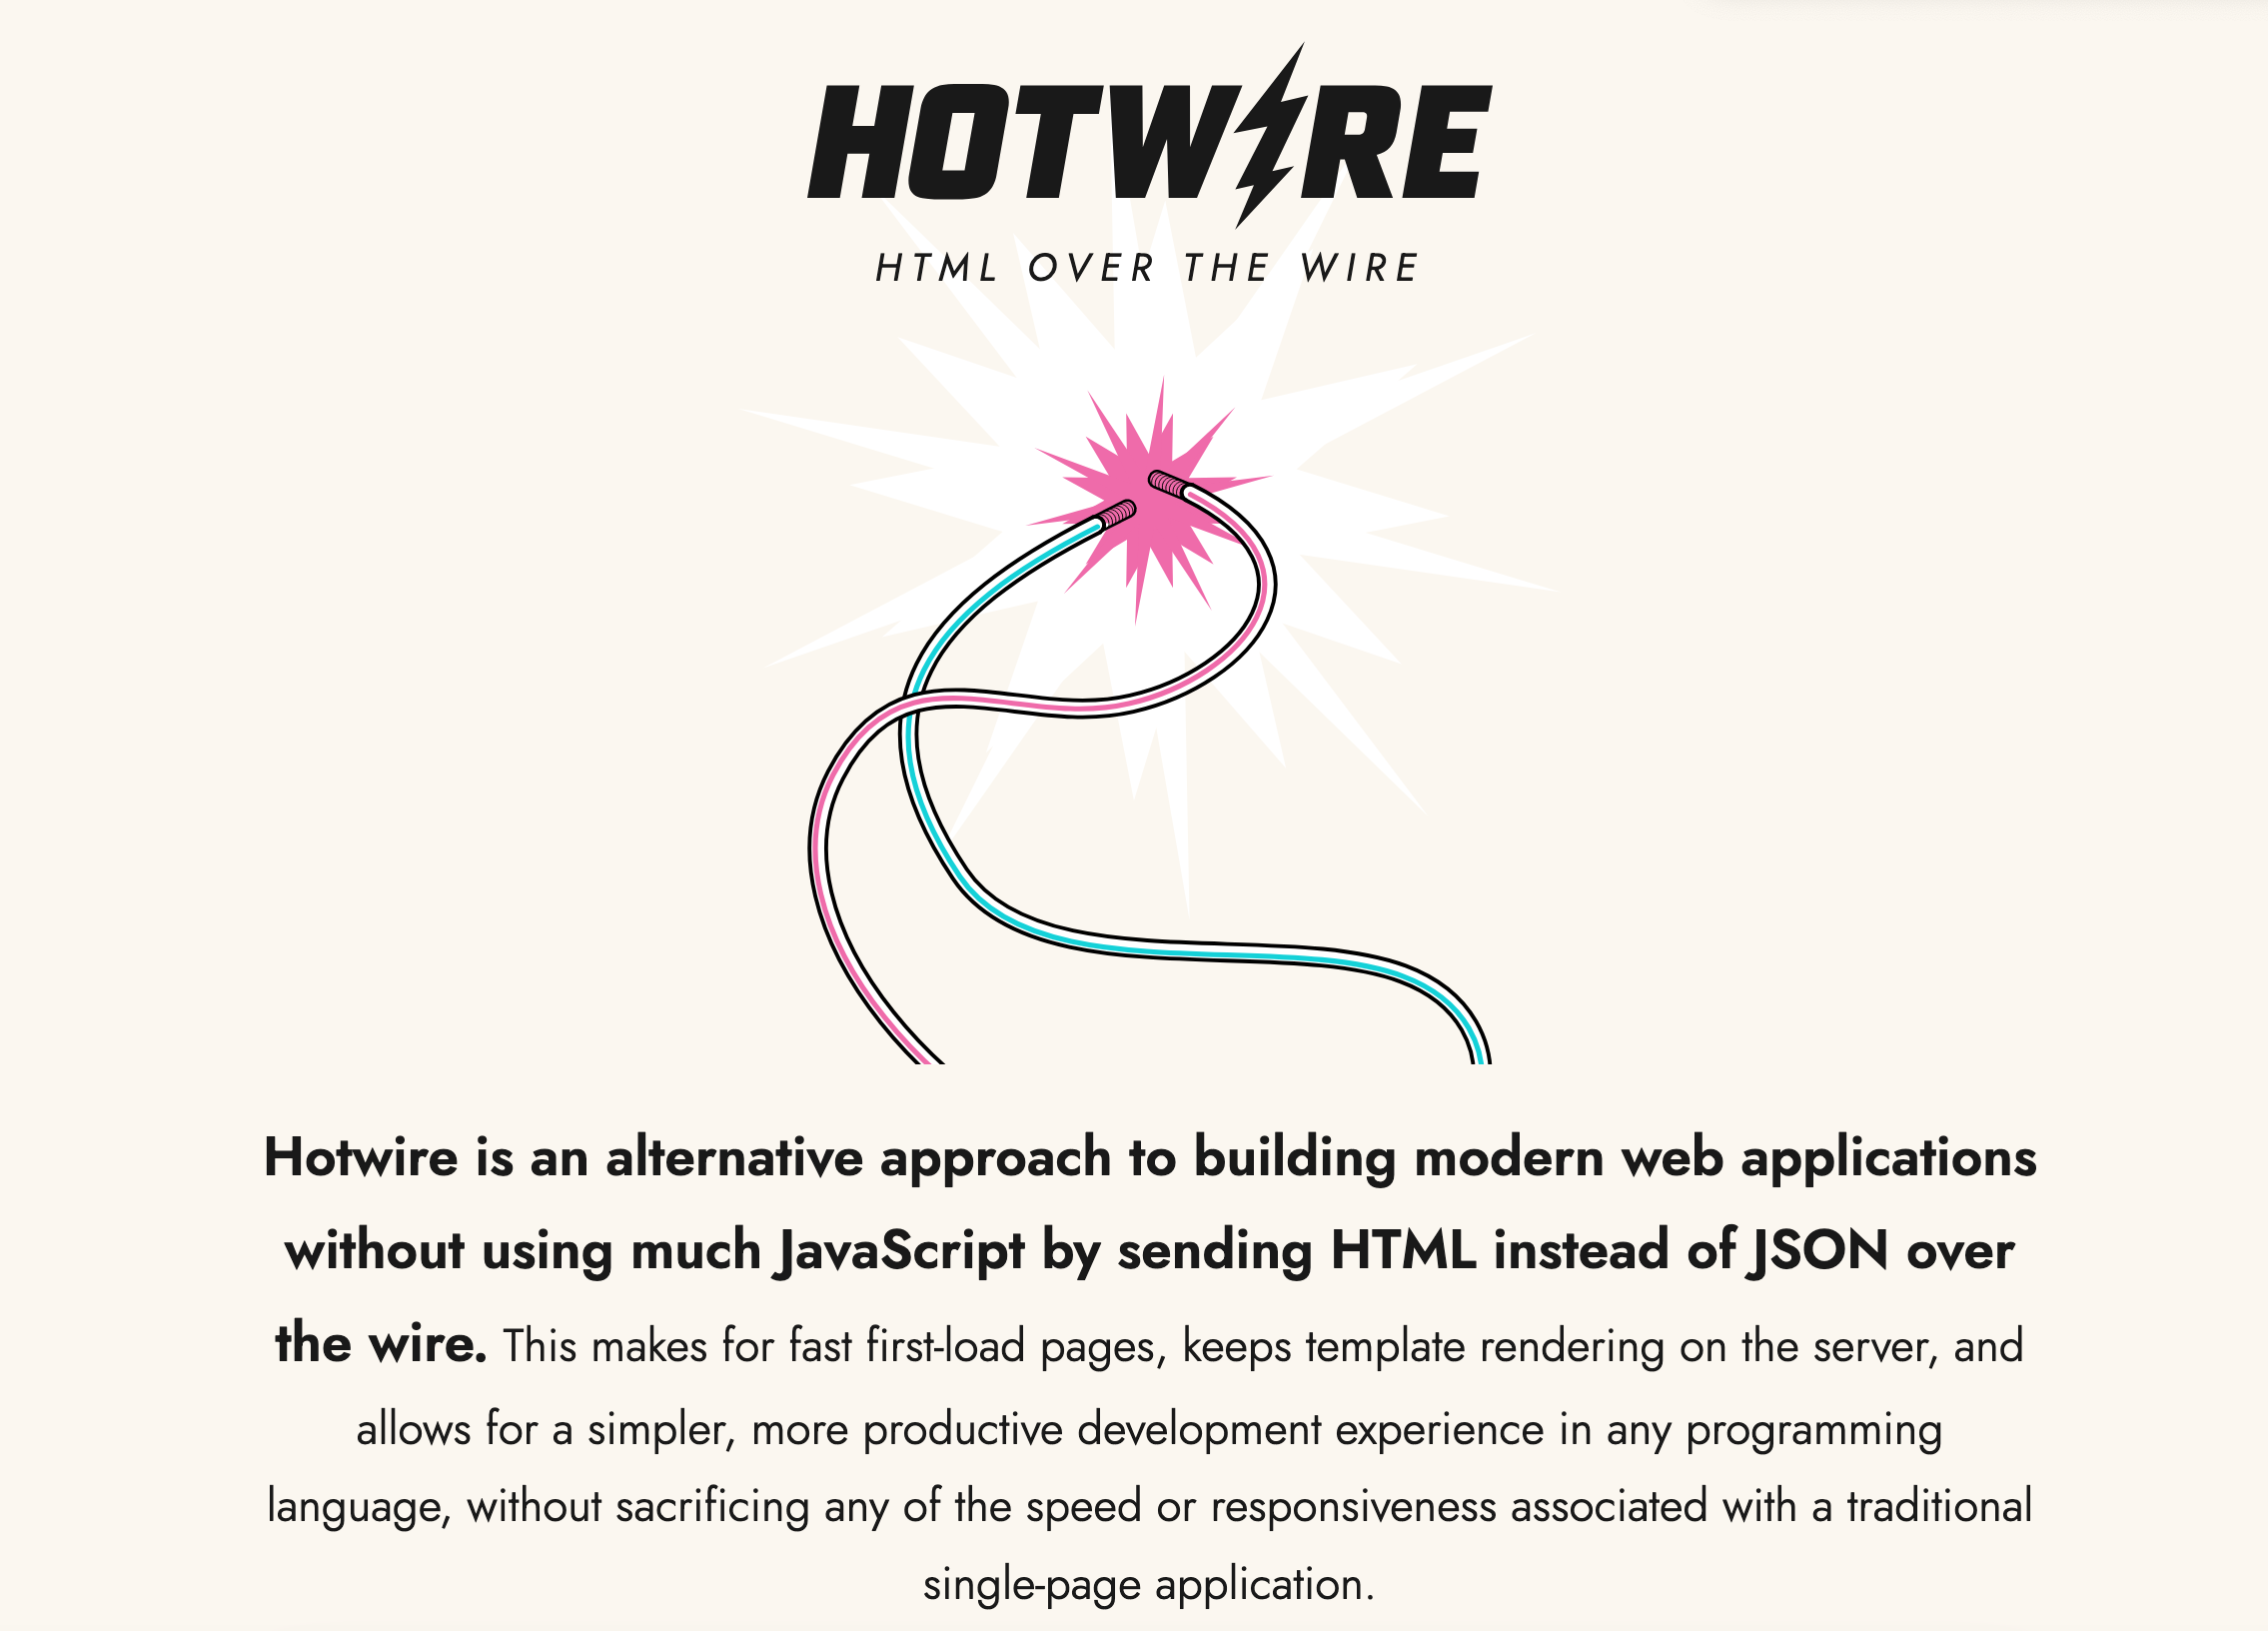 HOTWIRE
HTML OVER THE WIRE
Hotwire is an alternative approach to building modern web applications
without using much JavaScript by sending HTML instead of JSON over
the wire. This makes for fast first-load pages, keeps template rendering on the server, and
allows for a simpler, more productive development experience in any programming
language, without sacrificing any of the speed or responsiveness associated with a traditional
single-page application.